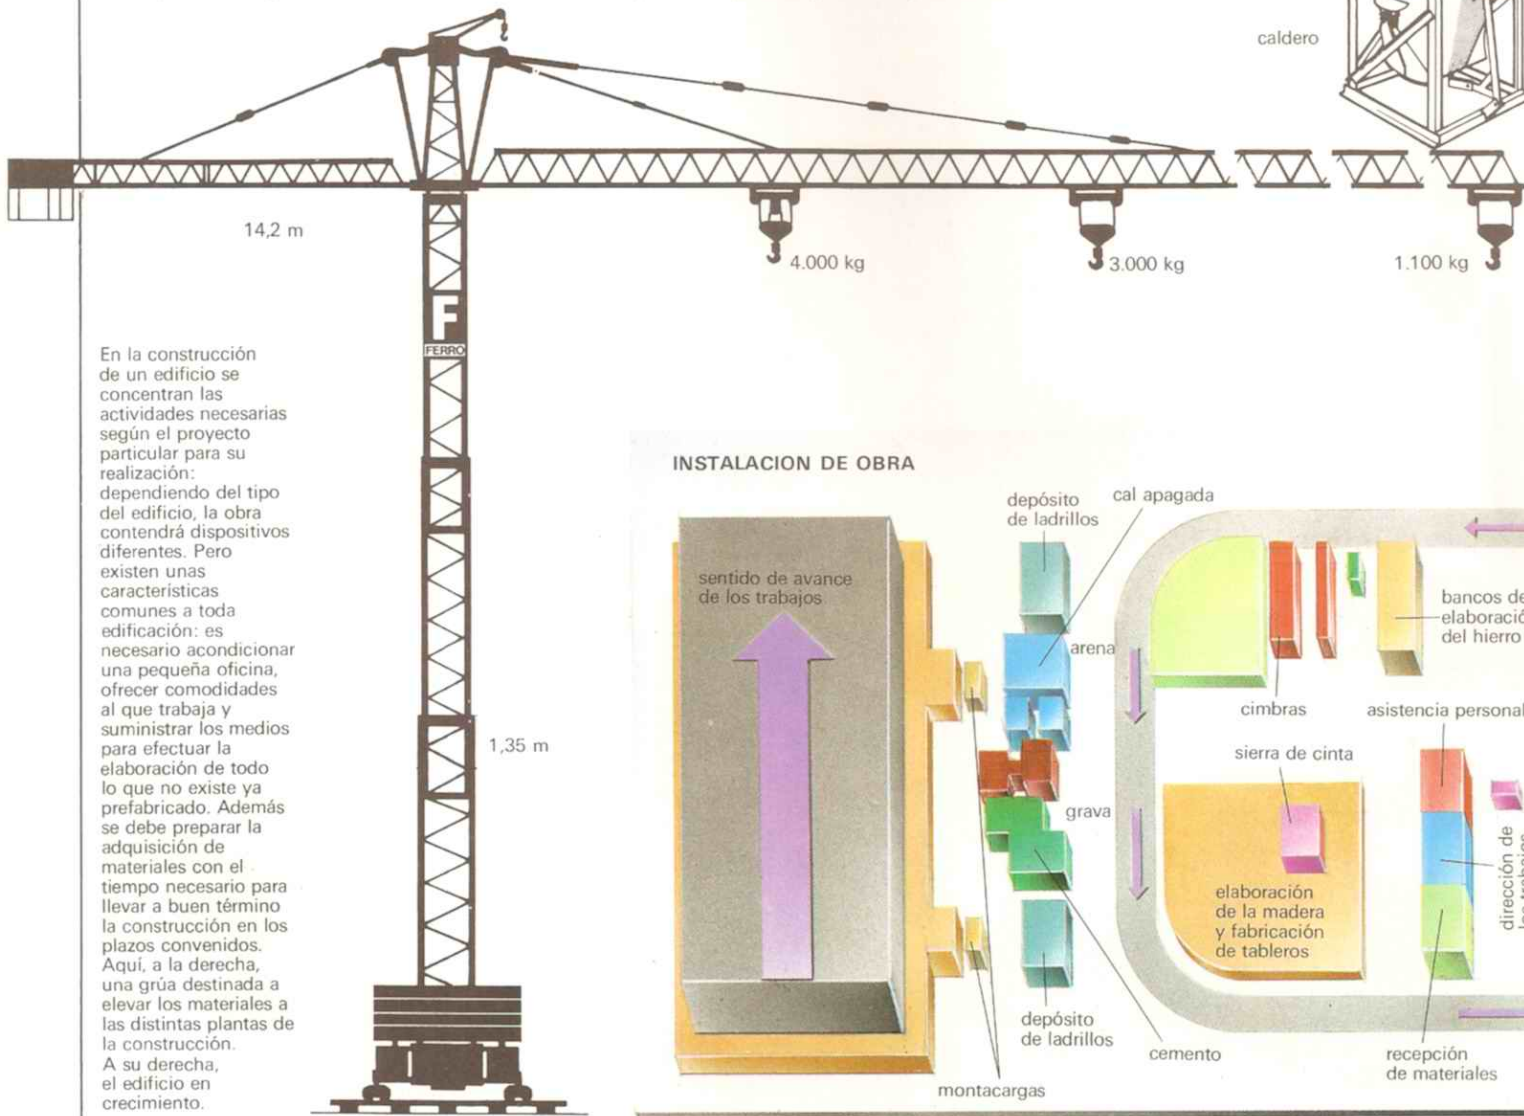 caldero
14,2 m
4.000 kg
3.000 kg
1.100 kg
F
FERRO
1,35 m
En la construcción
de un edificio se
concentran las
actividades necesarias
según el proyecto
particular para su
realización:
dependiendo del tipo
del edificio, la obra
contendrá dispositivos
diferentes. Pero
existen unas
características
comunes a toda
edificación: es
necesario acondicionar
una pequeña oficina,
ofrecer comodidades
al que trabaja y
suministrar los medios
para efectuar la
elaboración de todo
lo que no existe ya
prefabricado. Además
se debe preparar la
adquisición de
materiales con el
tiempo necesario para
llevar a buen término
la construcción en los
plazos convenidos.
Aquí, a la derecha,
una grúa destinada a
elevar los materiales a
las distintas plantas de
la construcción.
A su derecha,
el edificio en
crecimiento.
INSTALACION DE OBRA
sentido de avance
de los trabajos
depósito
de ladrillos
cal apagada
arena
grava
depósito
de ladrillos
cemento
montacargas
cimbras
bancos de
elaboració
del hierro
asistencia personal
sierra de cinta
elaboración
de la madera
y fabricación
de tableros
dirección de
los trabajos
recepción
de materiales